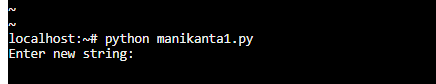 ~
~
localhost:~# python manikanta1.py
Enter new string: